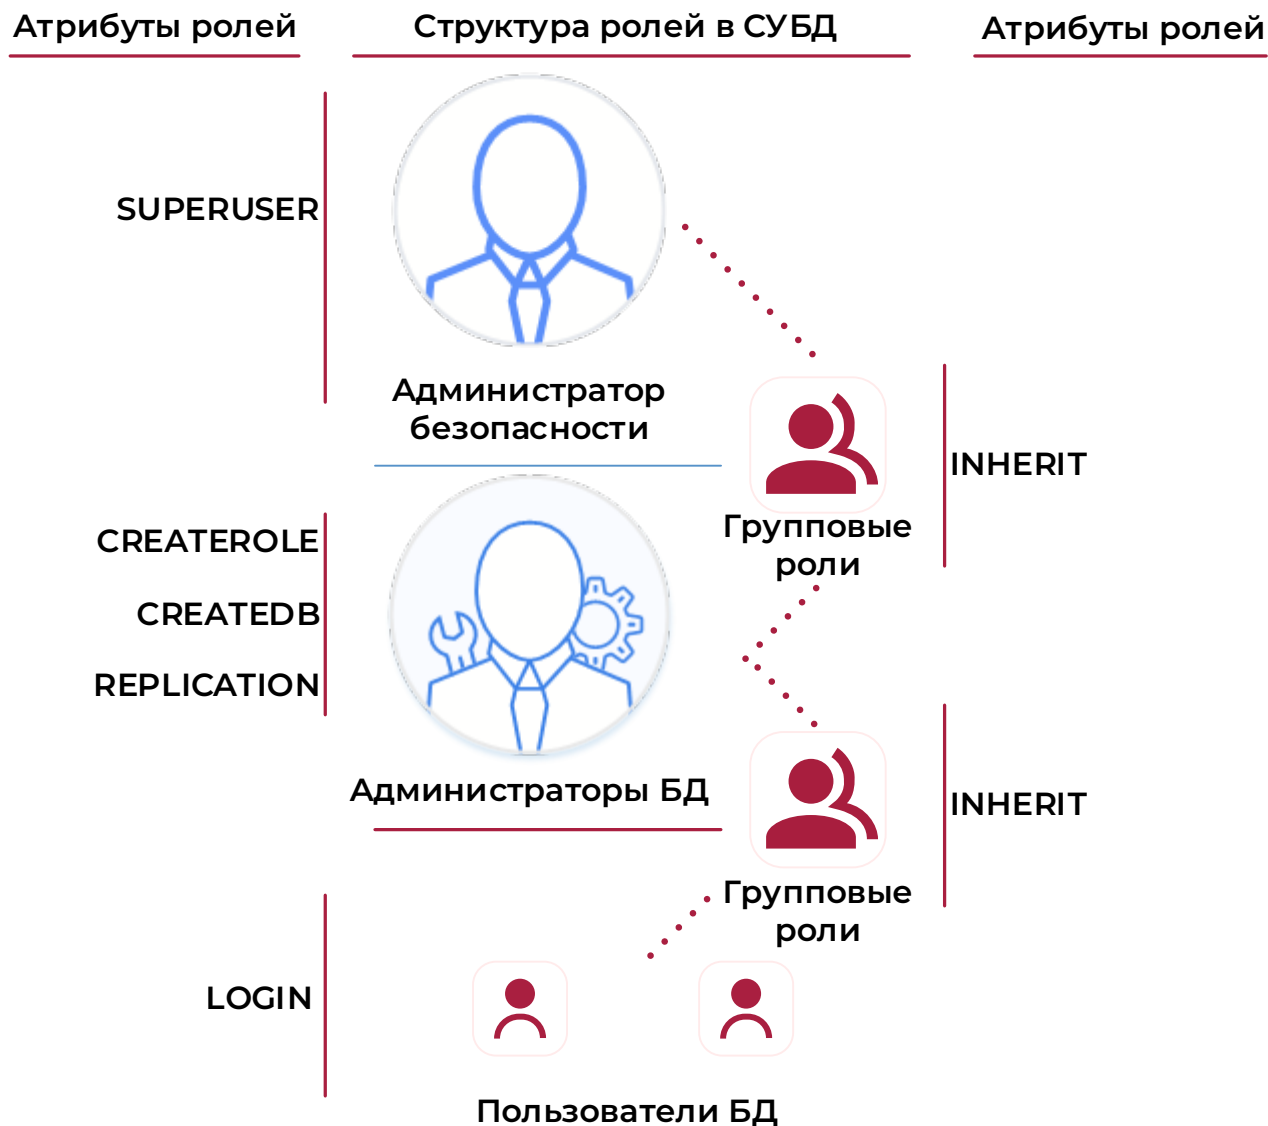 Атрибуты ролей
Структура ролей в СУБД
Атрибуты ролей
SUPERUSER
Администратор
безопасности
INHERIT
Групповые
роли
CREATEROLE
CREATEDB
REPLICATION
Администраторы БД
INHERIT
Групповые
роли
LOGIN
Пользователи БД